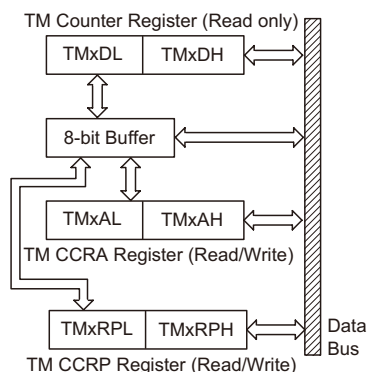 TM Counter Register (Read only)
TMxDL TMxDH
8-bit Buffer
TMxAL TMxAH
TM CCRA Register (Read/Write)
TMxRPL TMxRPH
Data
Bus
TM CCRP Register (Read/Write)